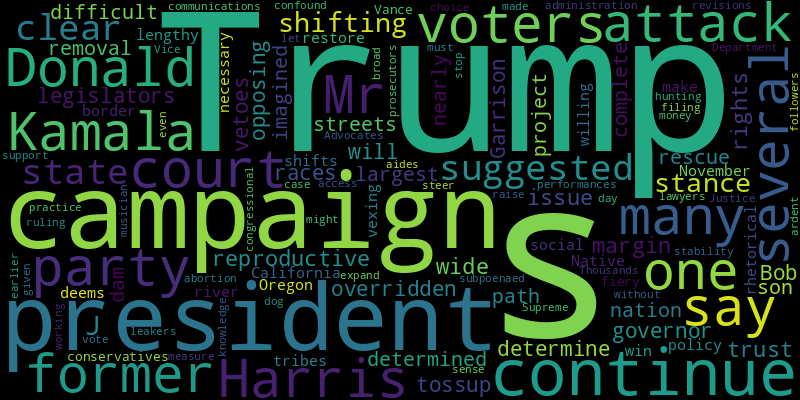 difficult
communications
confound
Vance
choice
made
administration
revisions
clear
Trump
shifting
voters
attack
removal
lengthy
restore
Department
Donald
Vice
let
must
legislators
necessary
opposing
imagined
Mr
broad
prosecutors
nearly
stop
Garrison
project
willing
complete
make
hunting
filing
money
rights
several
followers
border
vetoes
streets
Kamala
even
Advocates
will
November
support
state
court
shifts
races
aides
largest
suggested
rescue
access
steer
performances
lawyers
Justice
case
day
stance
campaign
s
raise
issue
many
practice
ruling
musician
congressional
might
vexing
social
margin
rhetorical
ardent
party
reproductive
wide
Native
fiery
stability
one
Bob
son
earlier
given
dam
abortion
California
expand
subpoenaed
Thousands
without
deems
river
Oregon
overridden
path
Supreme
nation
say
president
J
leakers
knowledge
dog
governor
working
vote
measure
conservatives
tribes
determined
sense
determine
win
policy
trust
former
Harris
tossup
continue